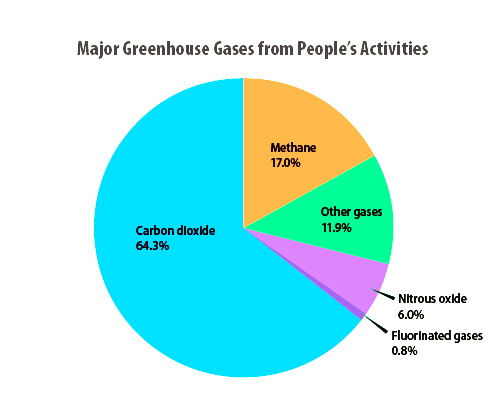 Major Greenhouse Gases from People's Activities
Methane
17.0%
Other gases
11.9%
Carbon dioxide
64.3%
Nitrous oxide
6.0%
Fluorinated gases
0.8%